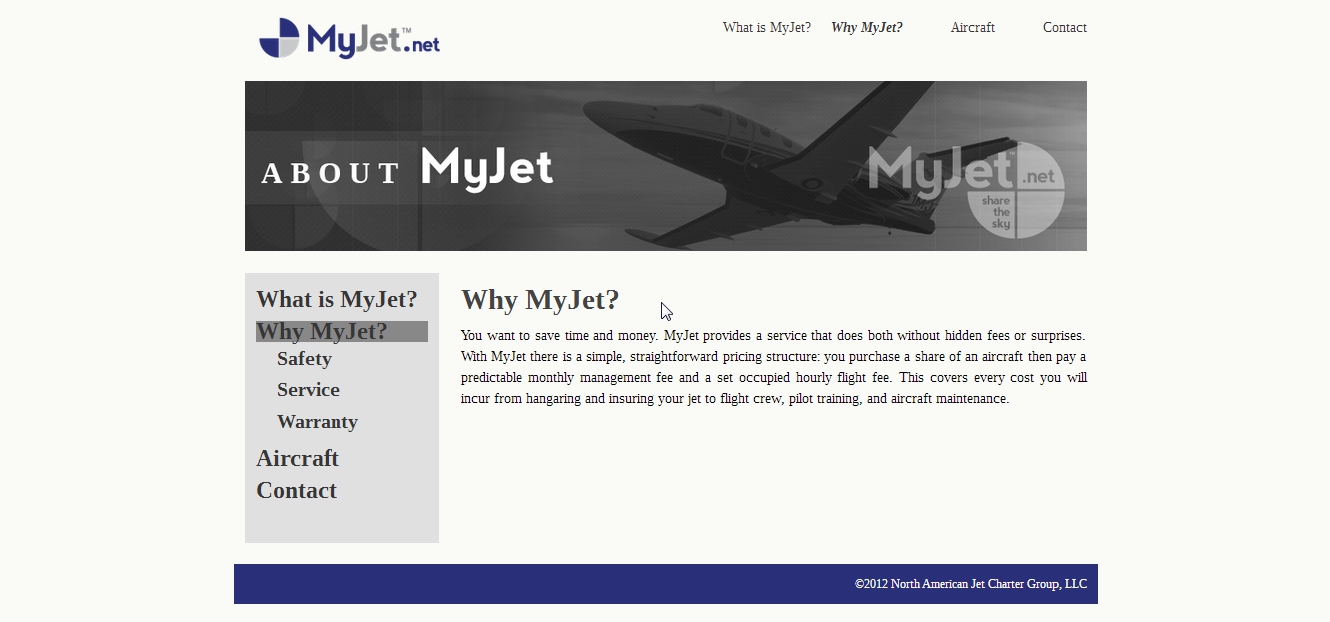 MyJet™.net
What is MyJet? Why MyJet? Aircraft Contact
ABOUT MyJet
MyJet .net
share
the
sky
What is MyJet?
Why MyJet?
Safety
Service
Warranty
Aircraft
Contact
Why MyJet?
You want to save time and money. MyJet provides a service that does both without hidden fees or surprises.
With MyJet there is a simple, straightforward pricing structure: you purchase a share of an aircraft then pay a
predictable monthly management fee and a set occupied hourly flight fee. This covers every cost you will
incur from hangaring and insuring your jet to flight crew, pilot training, and aircraft maintenance.
©2012 North American Jet Charter Group, LLC